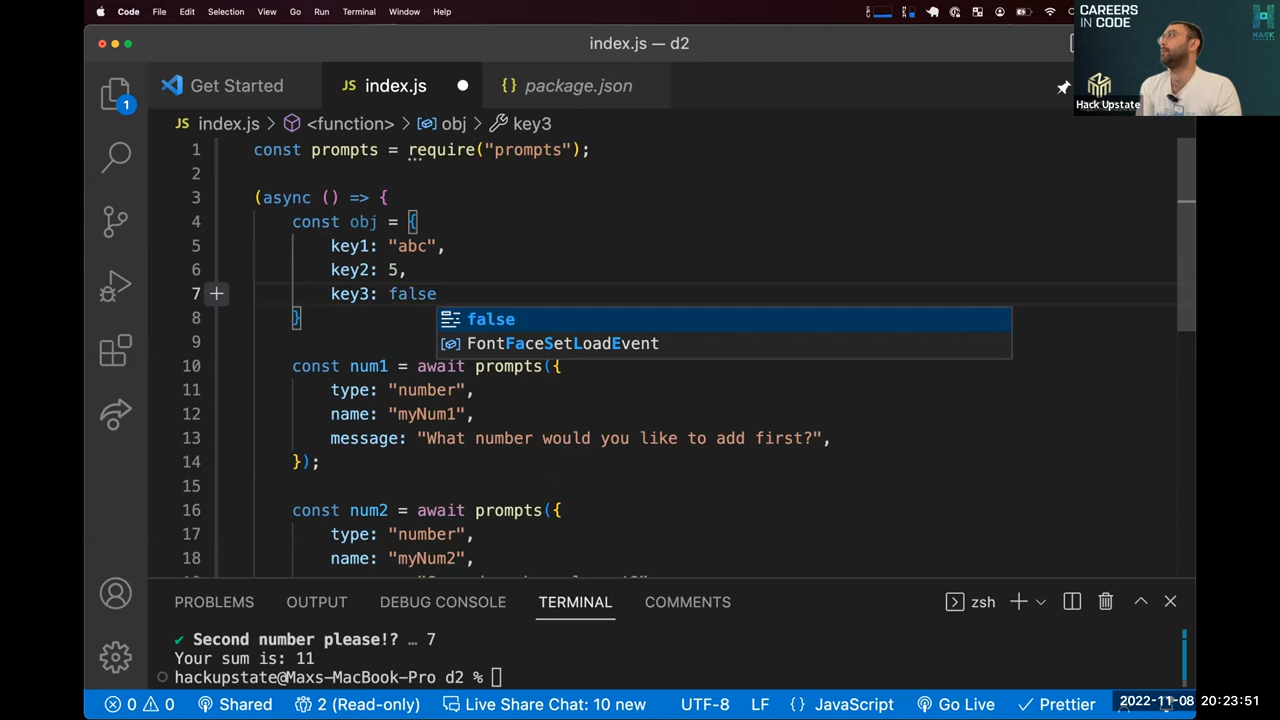 Code File Edit Selection View Go Run Terminal Window Help
CAREERS IN CODE
HACK UPSTATE
Hack Upstate
index.js — d2
Get Started
JS index.js
{} package.json
1
JS index.js > <function> > obj > key3
1 const prompts = require("prompts");
2
3 (async () => {
4 const obj = {
5 key1: "abc",
6 key2: 5,
7 key3: false
8 }
false
FontFaceSetLoadEvent
9
10 const num1 = await prompts({
11 type: "number",
12 name: "myNum1",
13 message: "What number would you like to add first?",
14 });
15
16 const num2 = await prompts({
17 type: "number",
18 name: "myNum2",
PROBLEMS OUTPUT DEBUG CONSOLE TERMINAL COMMENTS zsh
✔ Second number please!? … 7
Your sum is: 11
hackupstate@Maxs-MacBook-Pro d2 %
0 0 Shared 2 (Read-only) Live Share Chat: 10 new UTF-8 LF {} JavaScript Go Live Prettier
2022-11-08 20:23:51